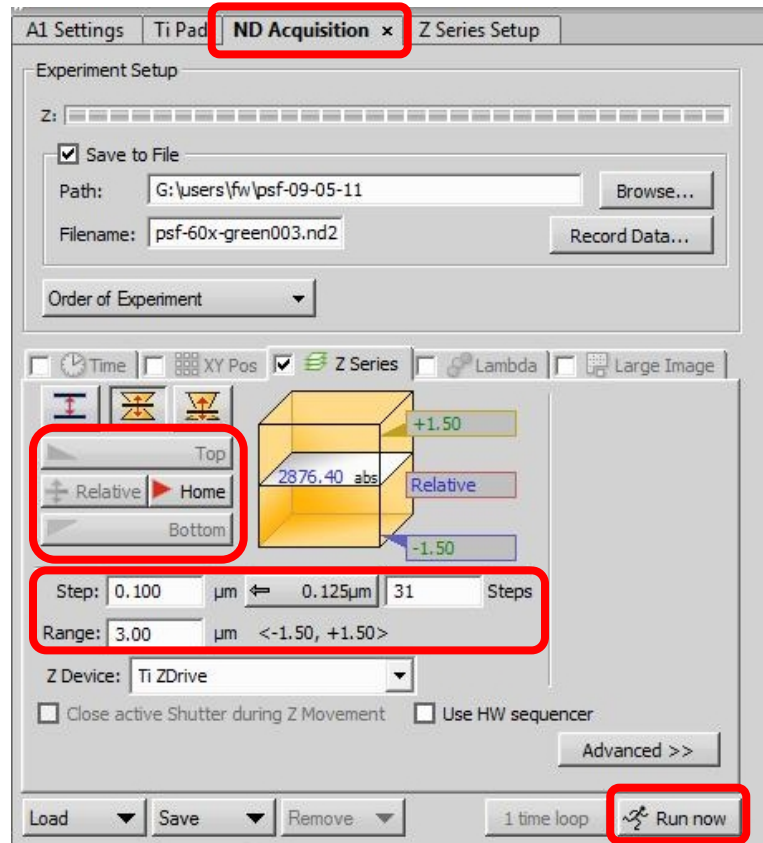 A1 Settings Ti Pad ND Acquisition × Z Series Setup
Experiment Setup
Z:
Save to File
Path: G:\users\fw\psf-09-05-11 Browse...
Filename: psf-60x-green003.nd2 Record Data...
Order of Experiment
Time XY Pos Z Series Lambda Large Image
+1.50
Top
2876.40 abs
Relative Home Relative
Bottom
-1.50
Step: 0.100 µm 0.125µm 31 Steps
Range: 3.00 µm <-1.50, +1.50>
Z Device: Ti ZDrive
Close active Shutter during Z Movement Use HW sequencer
Advanced >>
Load Save Remove 1 time loop Run now